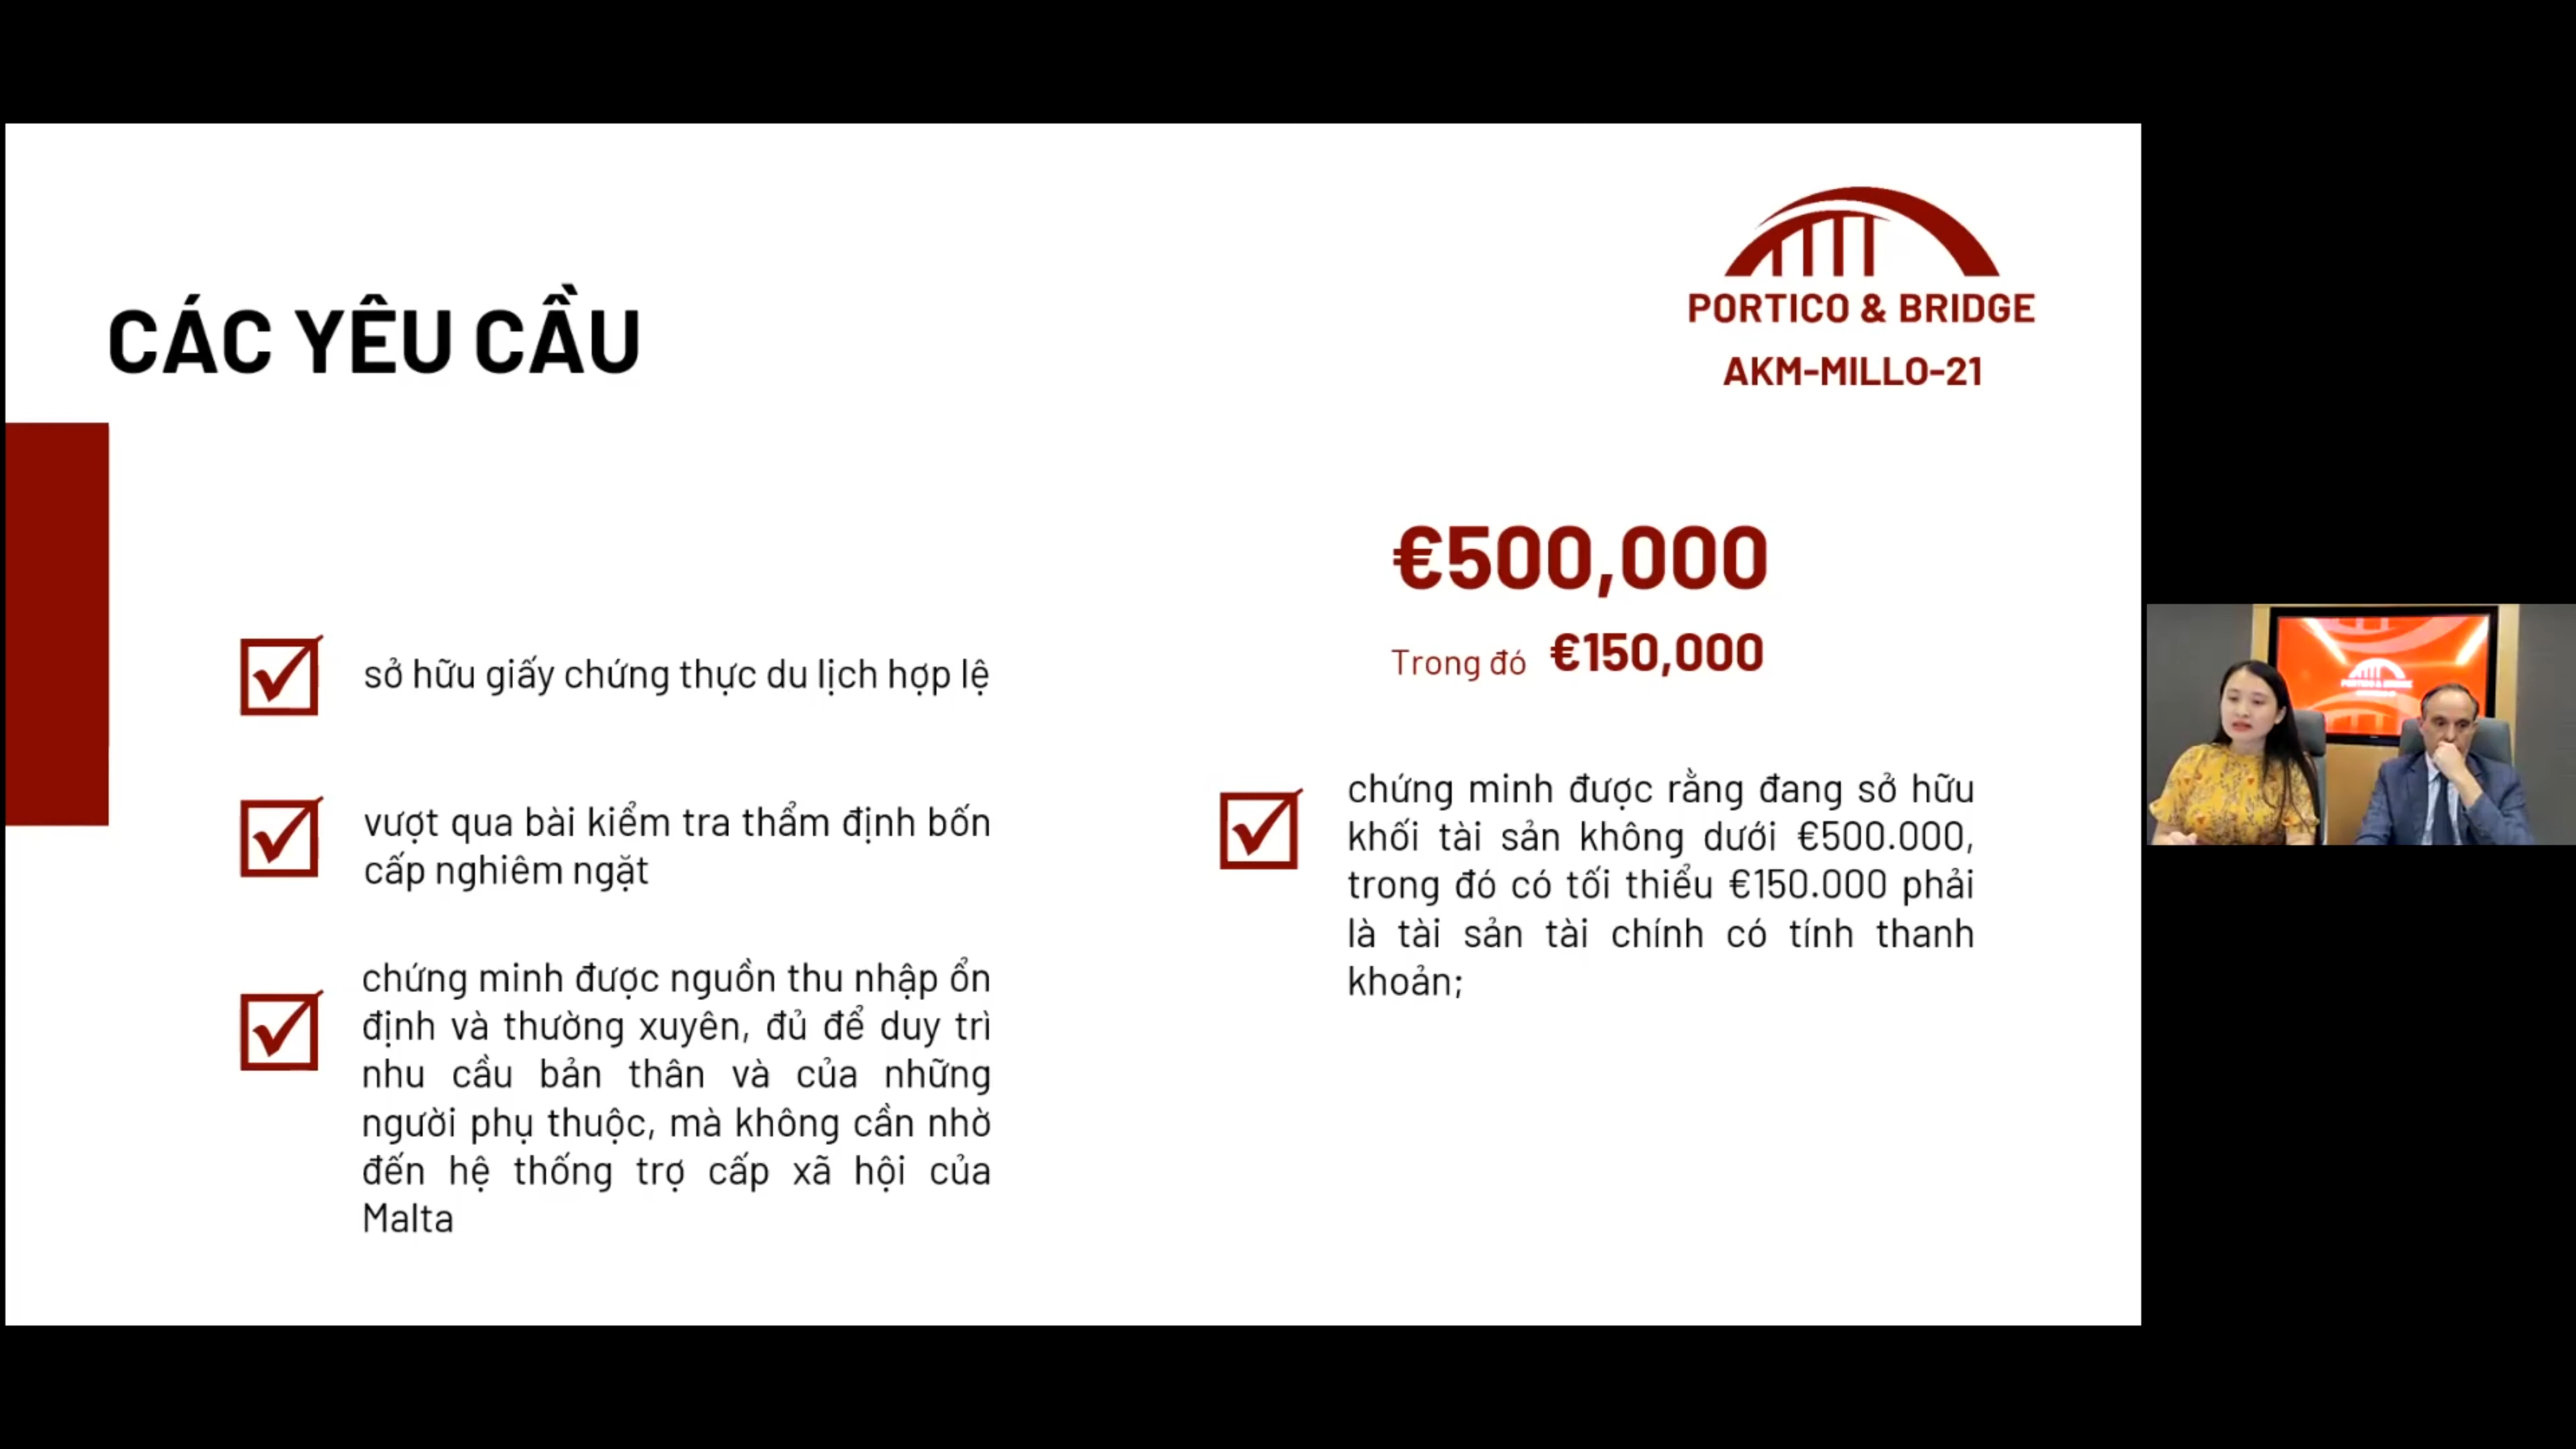 CÁC YÊU CẦU
PORTICO & BRIDGE
AKM-MILLO-21
sở hữu giấy chứng thực du lịch hợp lệ
vượt qua bài kiểm tra thẩm định bốn
cấp nghiêm ngặt
chứng minh được nguồn thu nhập ổn
định và thường xuyên, đủ để duy trì
nhu cầu bản thân và của những
người phụ thuộc, mà không cần nhờ
đến hệ thống trợ cấp xã hội của
Malta
€500,000
Trong đó €150,000
chứng minh được rằng đang sở hữu
khối tài sản không dưới €500.000,
trong đó có tối thiểu €150.000 phải
là tài sản tài chính có tính thanh
khoản;
PORTICO & BRIDGE